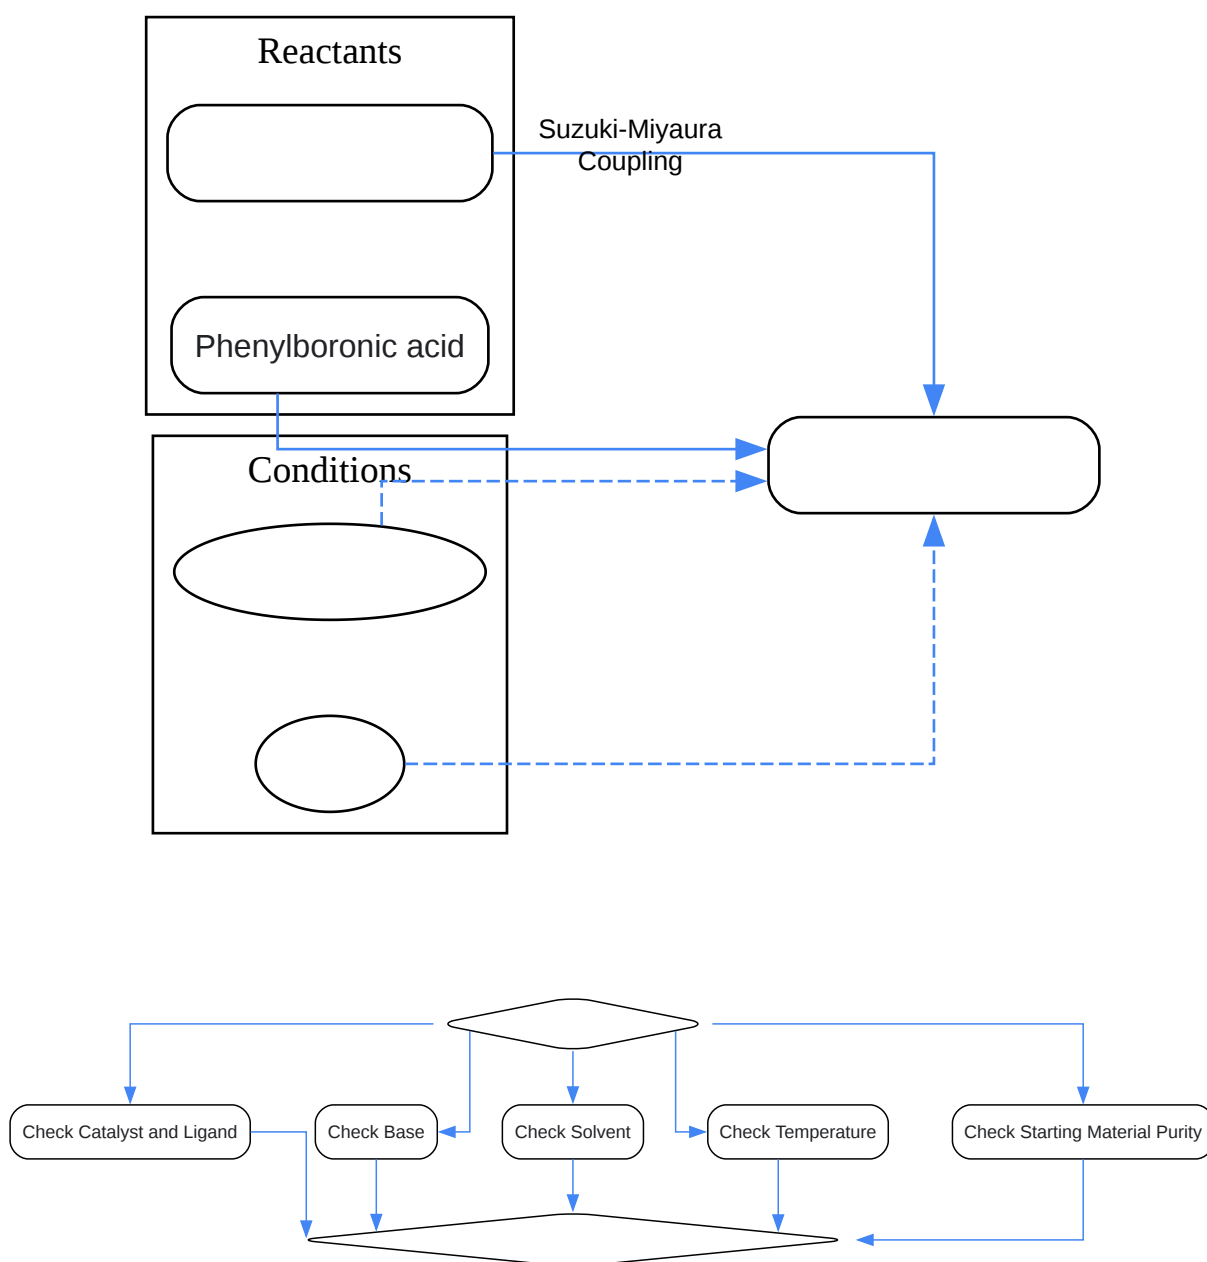 Reactants
Suzuki-Miyaura
Coupling
Phenylboronic acid
Conditions
Check Catalyst and Ligand
Check Base
Check Solvent
Check Temperature
Check Starting Material Purity